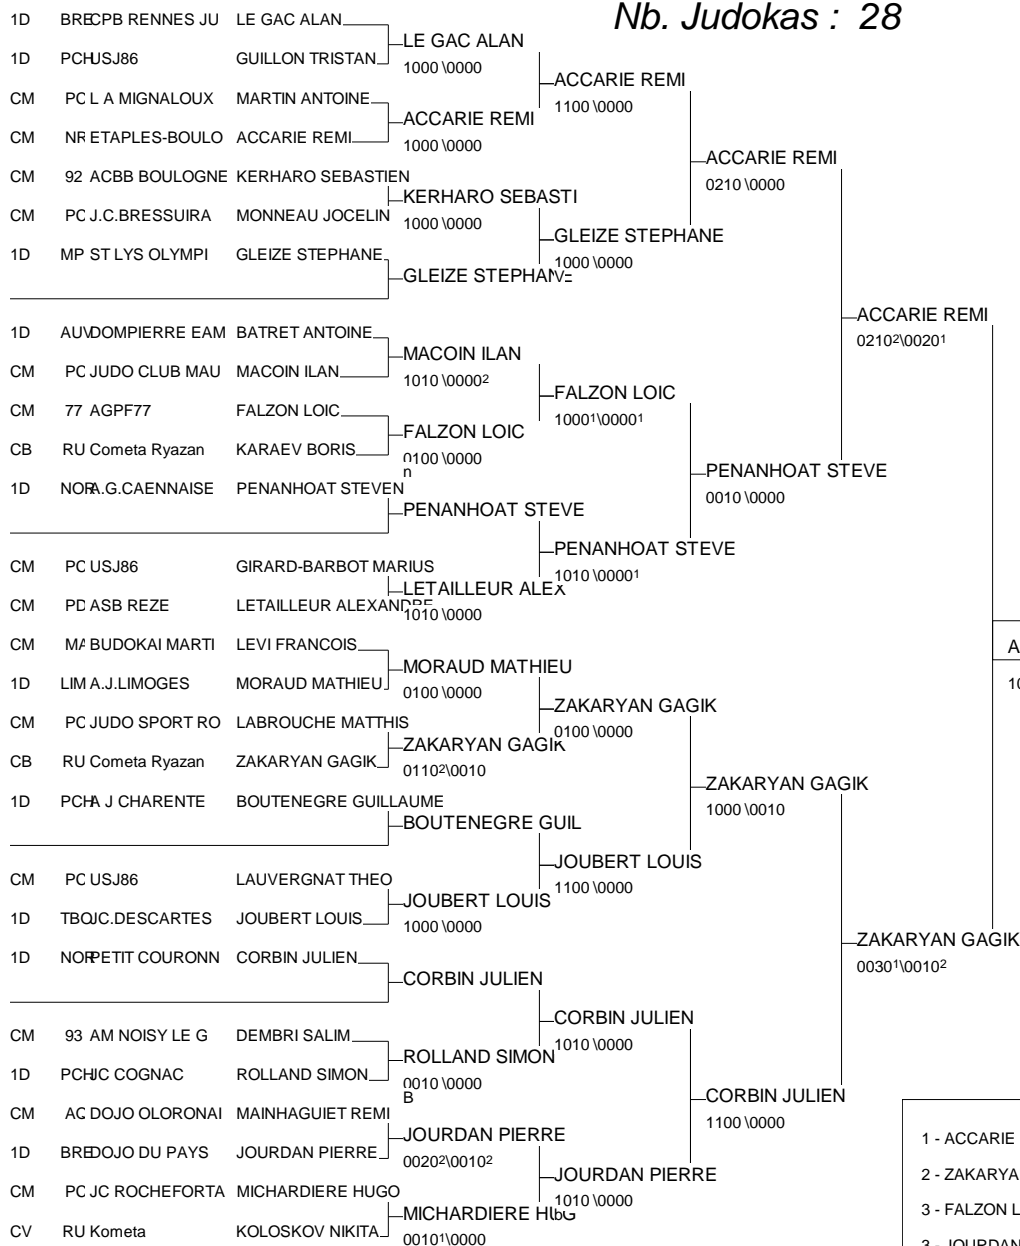 Nb. Judokas : 28
1D BRE CPB RENNES JU LE GAC ALAN
LE GAC ALAN
1D PCH USJ86 GUILLON TRISTAN
1000 \0000
ACCARIE REMI
1100 \0000
CM PC L A MIGNALOUX MARTIN ANTOINE
ACCARIE REMI
CM NR ETAPLES-BOULO ACCARIE REMI
1000 \0000
ACCARIE REMI
0210 \0000
CM 92 ACBB BOULOGNE KERHARO SEBASTIEN
KERHARO SEBASTI
CM PC J.C.BRESSUIRA MONNEAU JOCELIN
1000 \0000
GLEIZE STEPHANE
1000 \0000
1D MP ST LYS OLYMPI GLEIZE STEPHANE
GLEIZE STEPHANE
ACCARIE REMI
0210² \0020¹
1D AUV DOMPIERRE EAM BATRET ANTOINE
MACOIN ILAN
CM PC JUDO CLUB MAU MACOIN ILAN
1010 \0000²
FALZON LOIC
1000¹ \0000¹
CM 77 AGPF77 FALZON LOIC
FALZON LOIC
CB RU Cometa Ryazan KARAEV BORIS
0100 \0000
n
PENANHOAT STEVE
0010 \0000
1D NOR A.G.CAENNAISE PENANHOAT STEVEN
PENANHOAT STEVE
PENANHOAT STEVE
1010 \0000¹
CM PC USJ86 GIRARD-BARBOT MARIUS
LETAILLEUR ALEX
CM PD ASB REZE LETAILLEUR ALEXANDRE
1010 \0000
A
10
CM MA BUDOKAI MARTI LEVI FRANCOIS
MORAUD MATHIEU
1D LIM A.J.LIMOGES MORAUD MATHIEU
0100 \0000
ZAKARYAN GAGIK
0100 \0000
CM PC JUDO SPORT RO LABROUCHE MATTHIS
ZAKARYAN GAGIK
CB RU Cometa Ryazan ZAKARYAN GAGIK
0110² \0010
ZAKARYAN GAGIK
1000 \0010
1D PCH A J CHARENTE BOUTENEGRE GUILLAUME
BOUTENEGRE GUIL
JOUBERT LOUIS
1100 \0000
CM PC USJ86 LAUVERGNAT THEO
JOUBERT LOUIS
1D TBO JC.DESCARTES JOUBERT LOUIS
1000 \0000
ZAKARYAN GAGIK
0030¹ \0010²
1D NOR PETIT COURONN CORBIN JULIEN
CORBIN JULIEN
CORBIN JULIEN
1010 \0000
CM 93 AM NOISY LE G DEMBRI SALIM
ROLLAND SIMON
1D PCH JC COGNAC ROLLAND SIMON
0010 \0000
B
CORBIN JULIEN
1100 \0000
CM AQ DOJO OLORONAI MAINHAGUIET REMI
JOURDAN PIERRE
1D BRE DOJO DU PAYS JOURDAN PIERRE
0020² \0010²
JOURDAN PIERRE
1010 \0000
CM PC JC ROCHEFORTA MICHARDIERE HUGO
MICHARDIERE HUG
CV RU Kometa KOLOSKOV NIKITA
0010¹ \0000
1 - ACCARIE
2 - ZAKARYA
3 - FALZON L
3 - JOURDAN